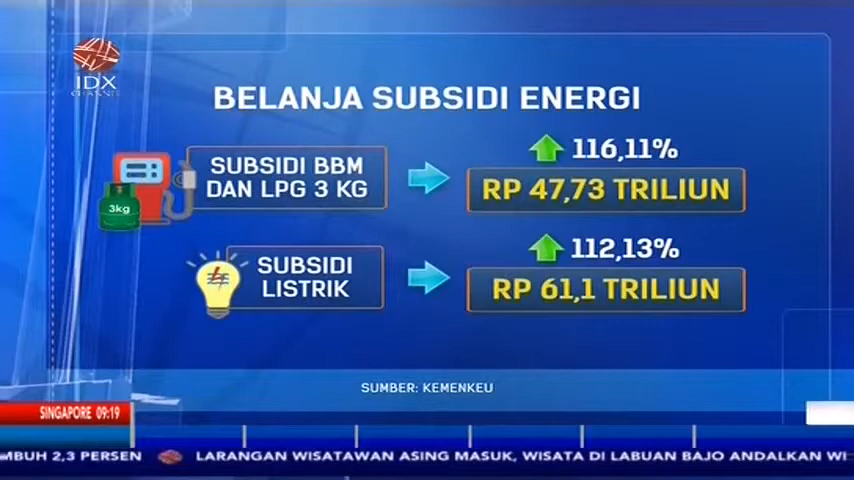 IDX
CHANNEL
BELANJA SUBSIDI ENERGI
SUBSIDI BBM
DAN LPG 3 KG
3kg
116,11%
RP 47,73 TRILIUN
SUBSIDI
LISTRIK
112,13%
RP 61,1 TRILIUN
SUMBER: KEMENKEU
SINGAPORE 09:19
MBUH 2,3 PERSEN LARANGAN WISATAWAN ASING MASUK, WISATA DI LABUAN BAJO ANDALKAN WI